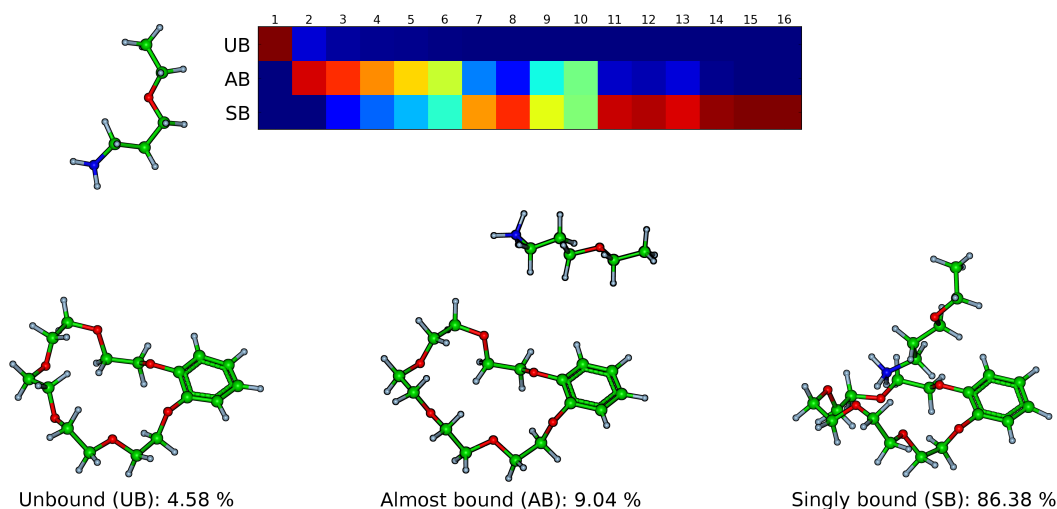 1 2 3 4 5 6 7 8 9 10 11 12 13 14 15 16
UB
AB
SB
Unbound (UB): 4.58 %
Almost bound (AB): 9.04 %
Singly bound (SB): 86.38 %